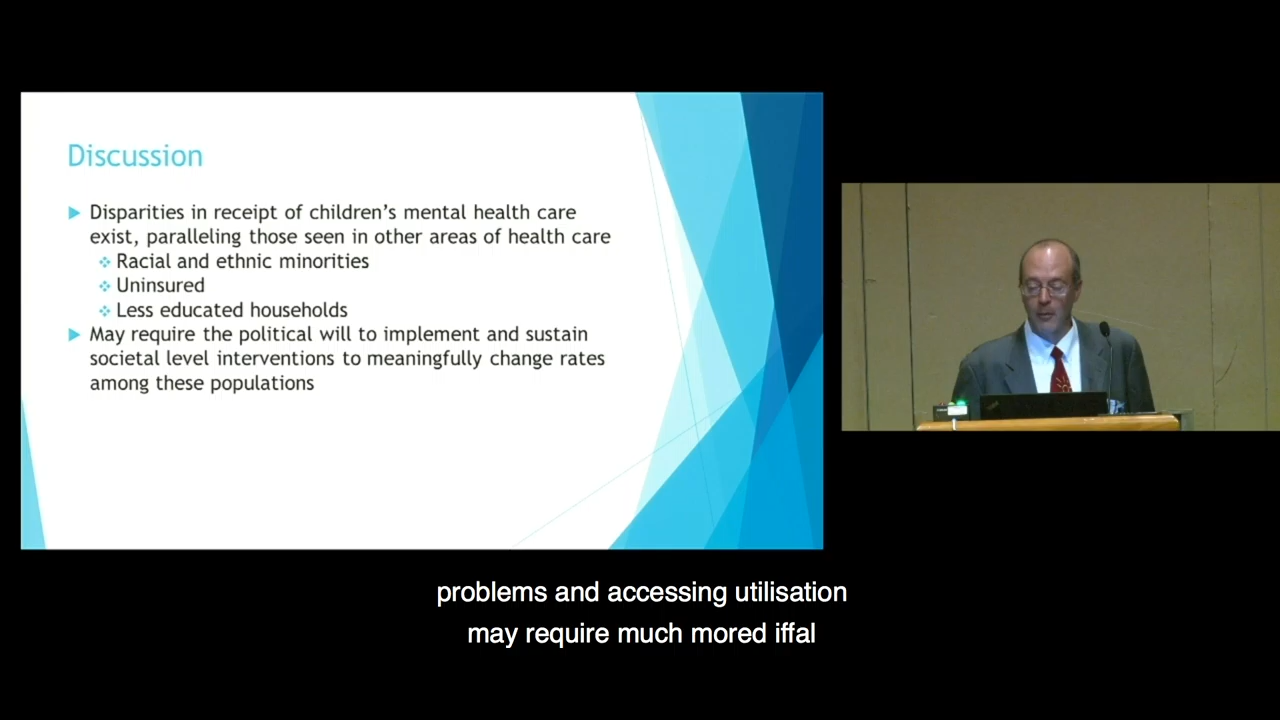 Discussion
Disparities in receipt of children's mental health care
exist, paralleling those seen in other areas of health care
Racial and ethnic minorities
Uninsured
Less educated households
May require the political will to implement and sustain
societal level interventions to meaningfully change rates
among these populations
problems and accessing utilisation
may require much mored iffal